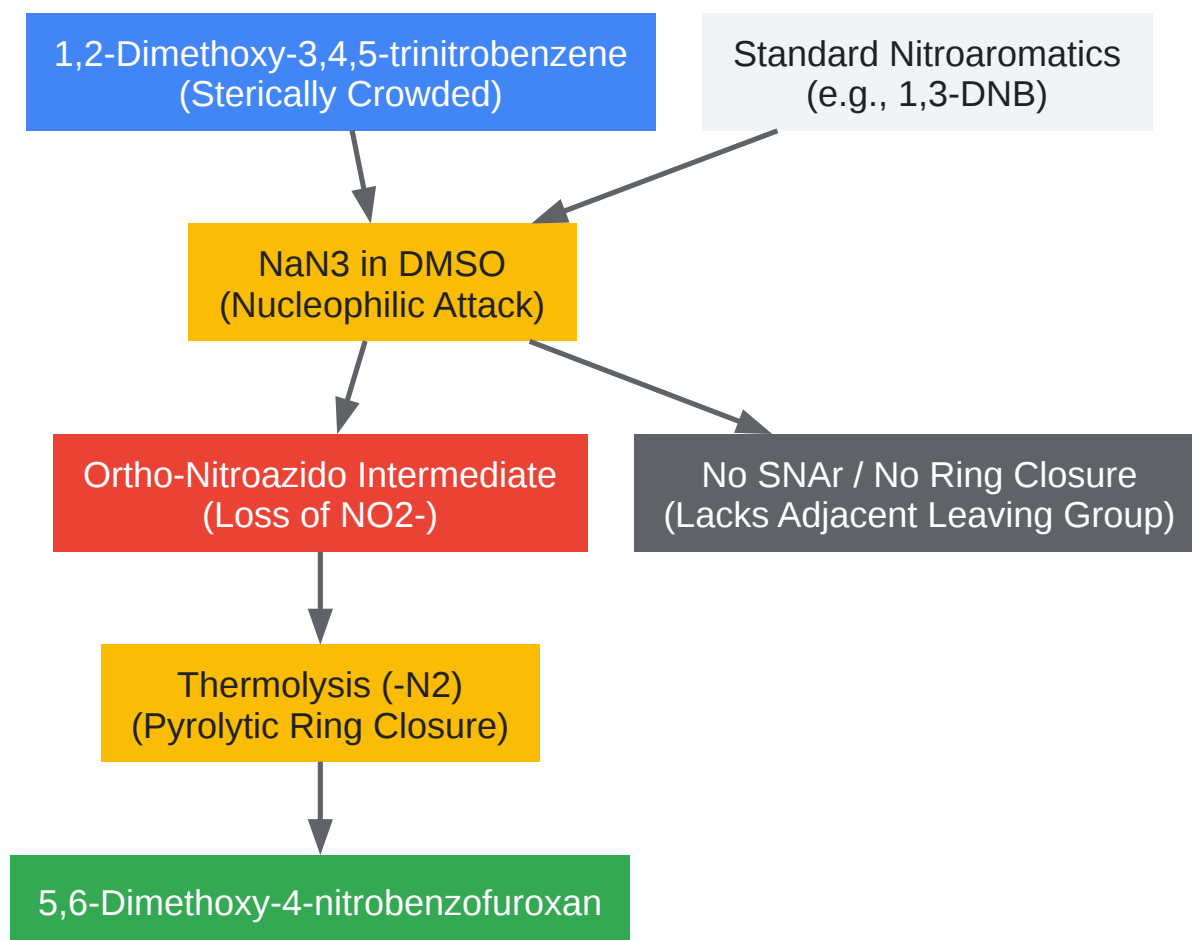 1,2-Dimethoxy-3,4,5-trinitrobenzene
(Sterically Crowded)
Standard Nitroaromatics
(e.g., 1,3-DNB)
NaN3 in DMSO
(Nucleophilic Attack)
Ortho-Nitroazido Intermediate
(Loss of NO2-)
No SNAr / No Ring Closure
(Lacks Adjacent Leaving Group)
Thermolysis (-N2)
(Pyrolytic Ring Closure)
5,6-Dimethoxy-4-nitrobenzofuroxan